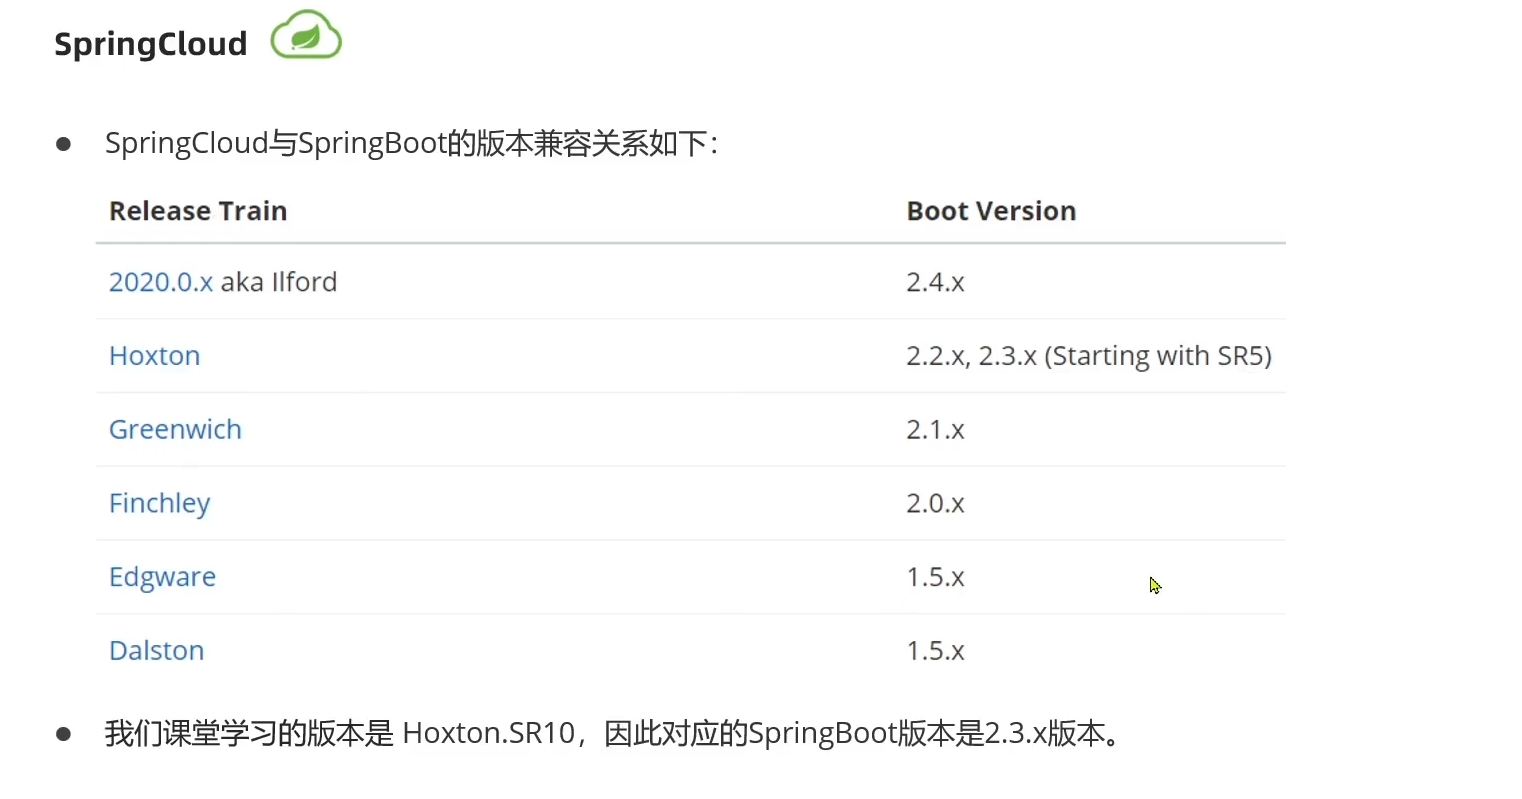 SpringCloud
SpringCloud与SpringBoot的版本兼容关系如下：
Release Train Boot Version
2020.0.x aka Ilford 2.4.x
Hoxton 2.2.x, 2.3.x (Starting with SR5)
Greenwich 2.1.x
Finchley 2.0.x
Edgware 1.5.x
Dalston 1.5.x
我们课堂学习的版本是 Hoxton.SR10，因此对应的SpringBoot版本是2.3.x版本。